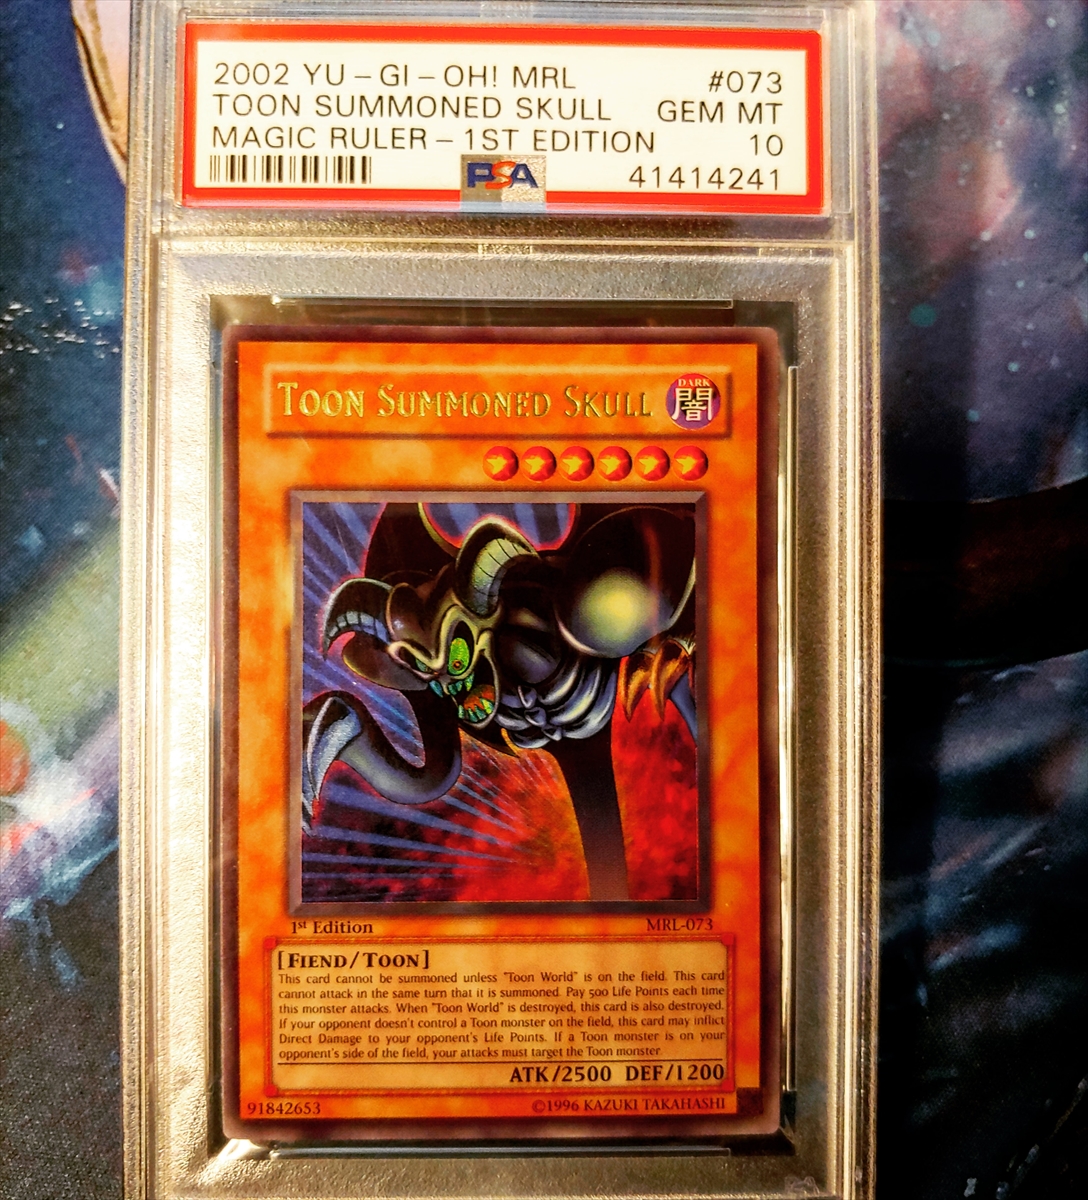 2002 YU-GI-OH! MRL #073
TOON SUMMONED SKULL GEM MT
MAGIC RULER-1ST EDITION 10
PSA 41414241
TOON SUMMONED SKULL DARK
闇
1st Edition MRL-073
[FIEND/TOON]
This card cannot be summoned unless "Toon World" is on the field. This card
cannot attack in the same turn that it is summoned. Pay 500 Life Points each time
this monster attacks. When "Toon World" is destroyed, this card is also destroyed.
If your opponent doesn't control a Toon monster on the field, this card may inflict
Direct Damage to your opponent's Life Points. If a Toon monster is on your
opponent's side of the field, your attacks must target the Toon monster
ATK/2500 DEF/1200
91842653 ©1996 KAZUKI TAKAHASHI